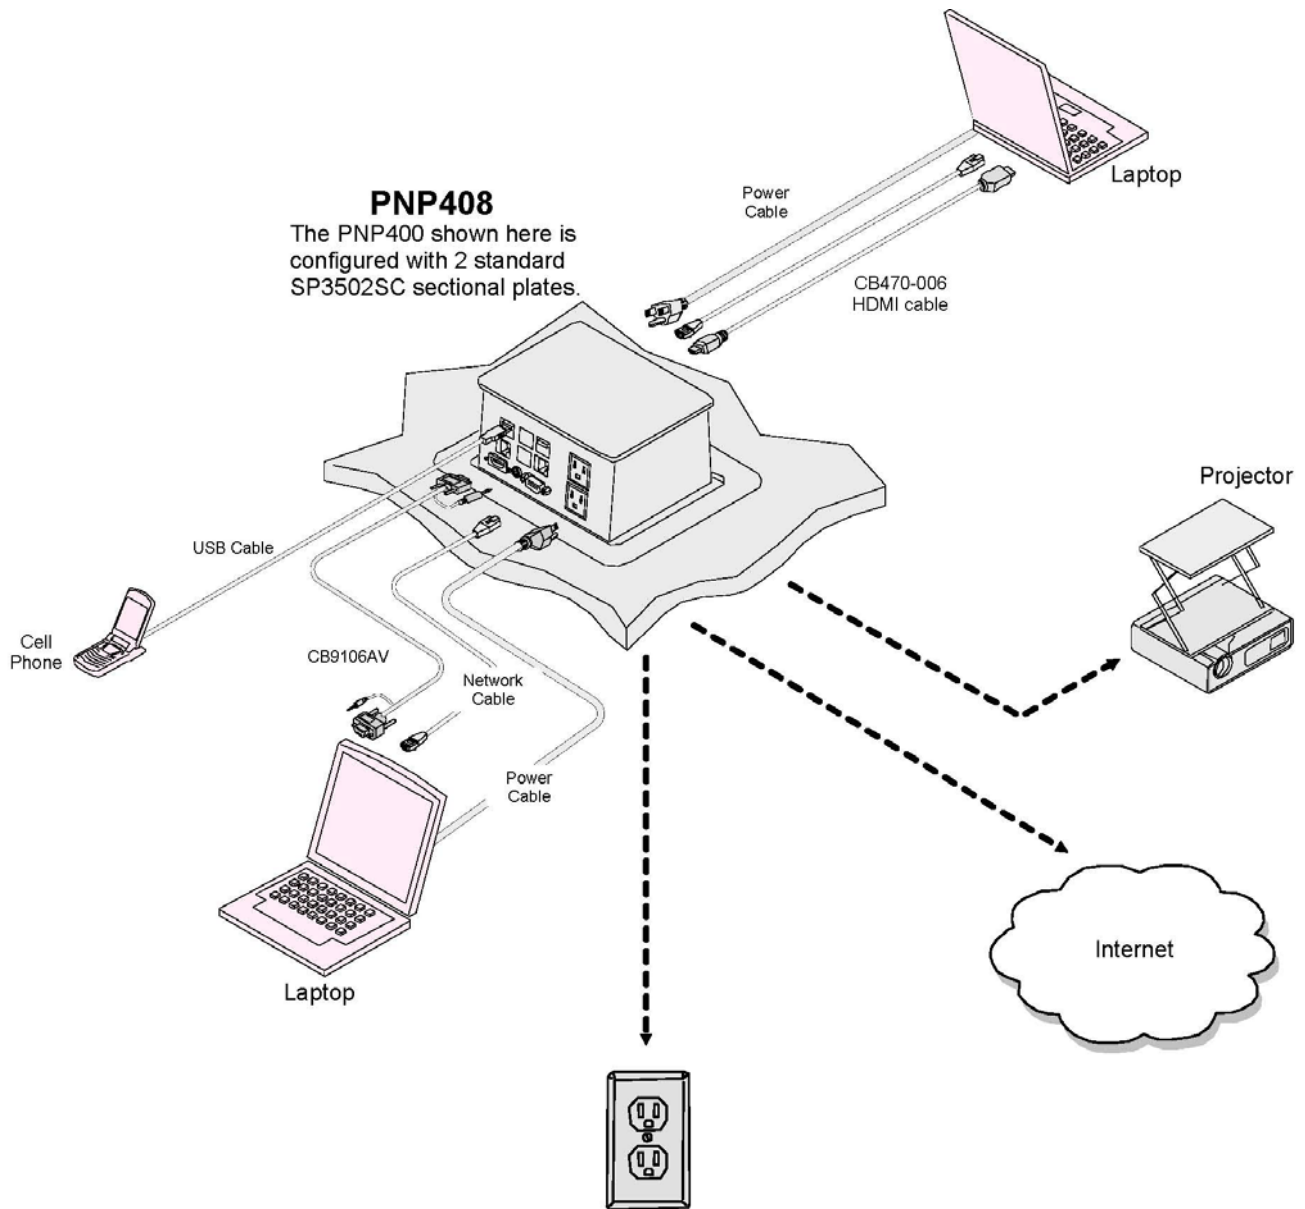 Laptop
Power
Cable
PNP408
The PNP400 shown here is
configured with 2 standard
SP3502SC sectional plates.
CB470-006
HDMI cable
Projector
USB Cable
Cell
Phone
CB9106AV
Network
Cable
Power
Cable
Internet
Laptop